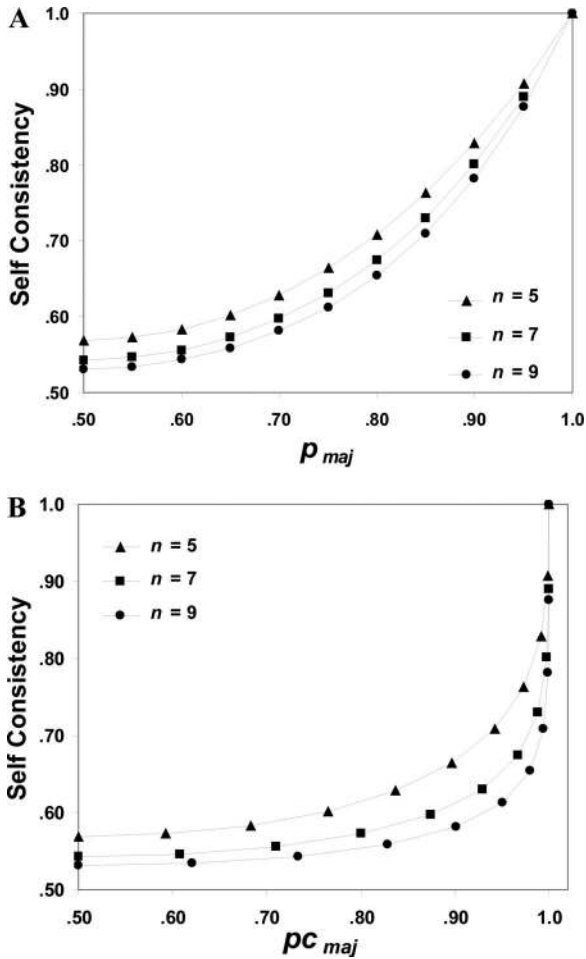 A
1.0
.90
.80
.70
.60
.50
Self Consistency
n = 5
n = 7
n = 9
.50 .60 .70 .80 .90 1.0
p maj
B
1.0
.90
.80
.70
.60
.50
Self Consistency
n = 5
n = 7
n = 9
.50 .60 .70 .80 .90 1.0
pc maj